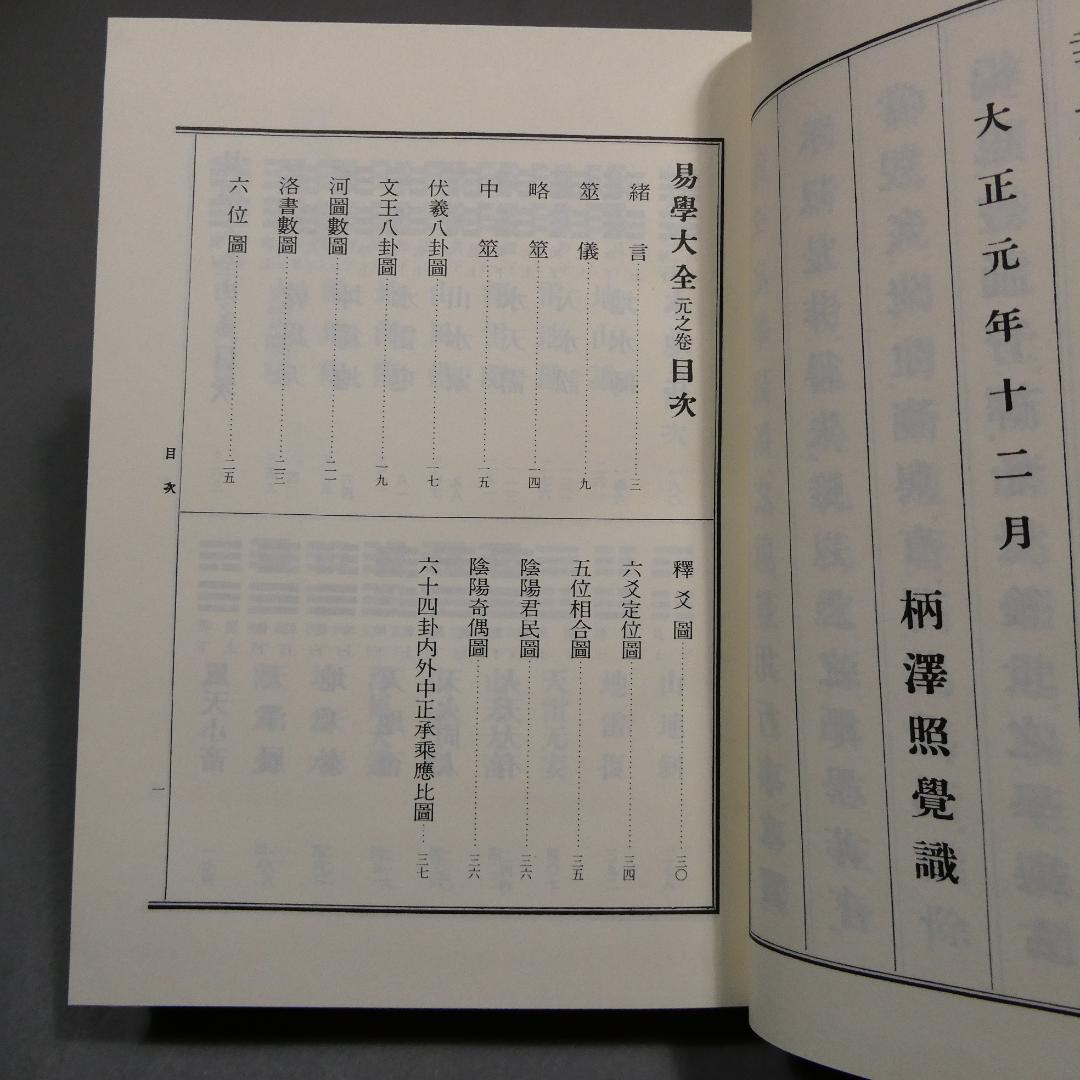 大正元年十二月
柄澤照覺識
易學大全元之卷目次
緒言……三
筮儀……九
略筮……一四
中筮……一五
伏羲八卦圖……一七
文王八卦圖……一九
河圖數圖……二一
洛書數圖……二三
六位圖……二五
釋爻圖……三〇
六爻定位圖……三四
五位相合圖……三五
陰陽君民圖……三六
陰陽奇偶圖……三六
六十四卦内外中正承乘應比圖……三七
目次
一